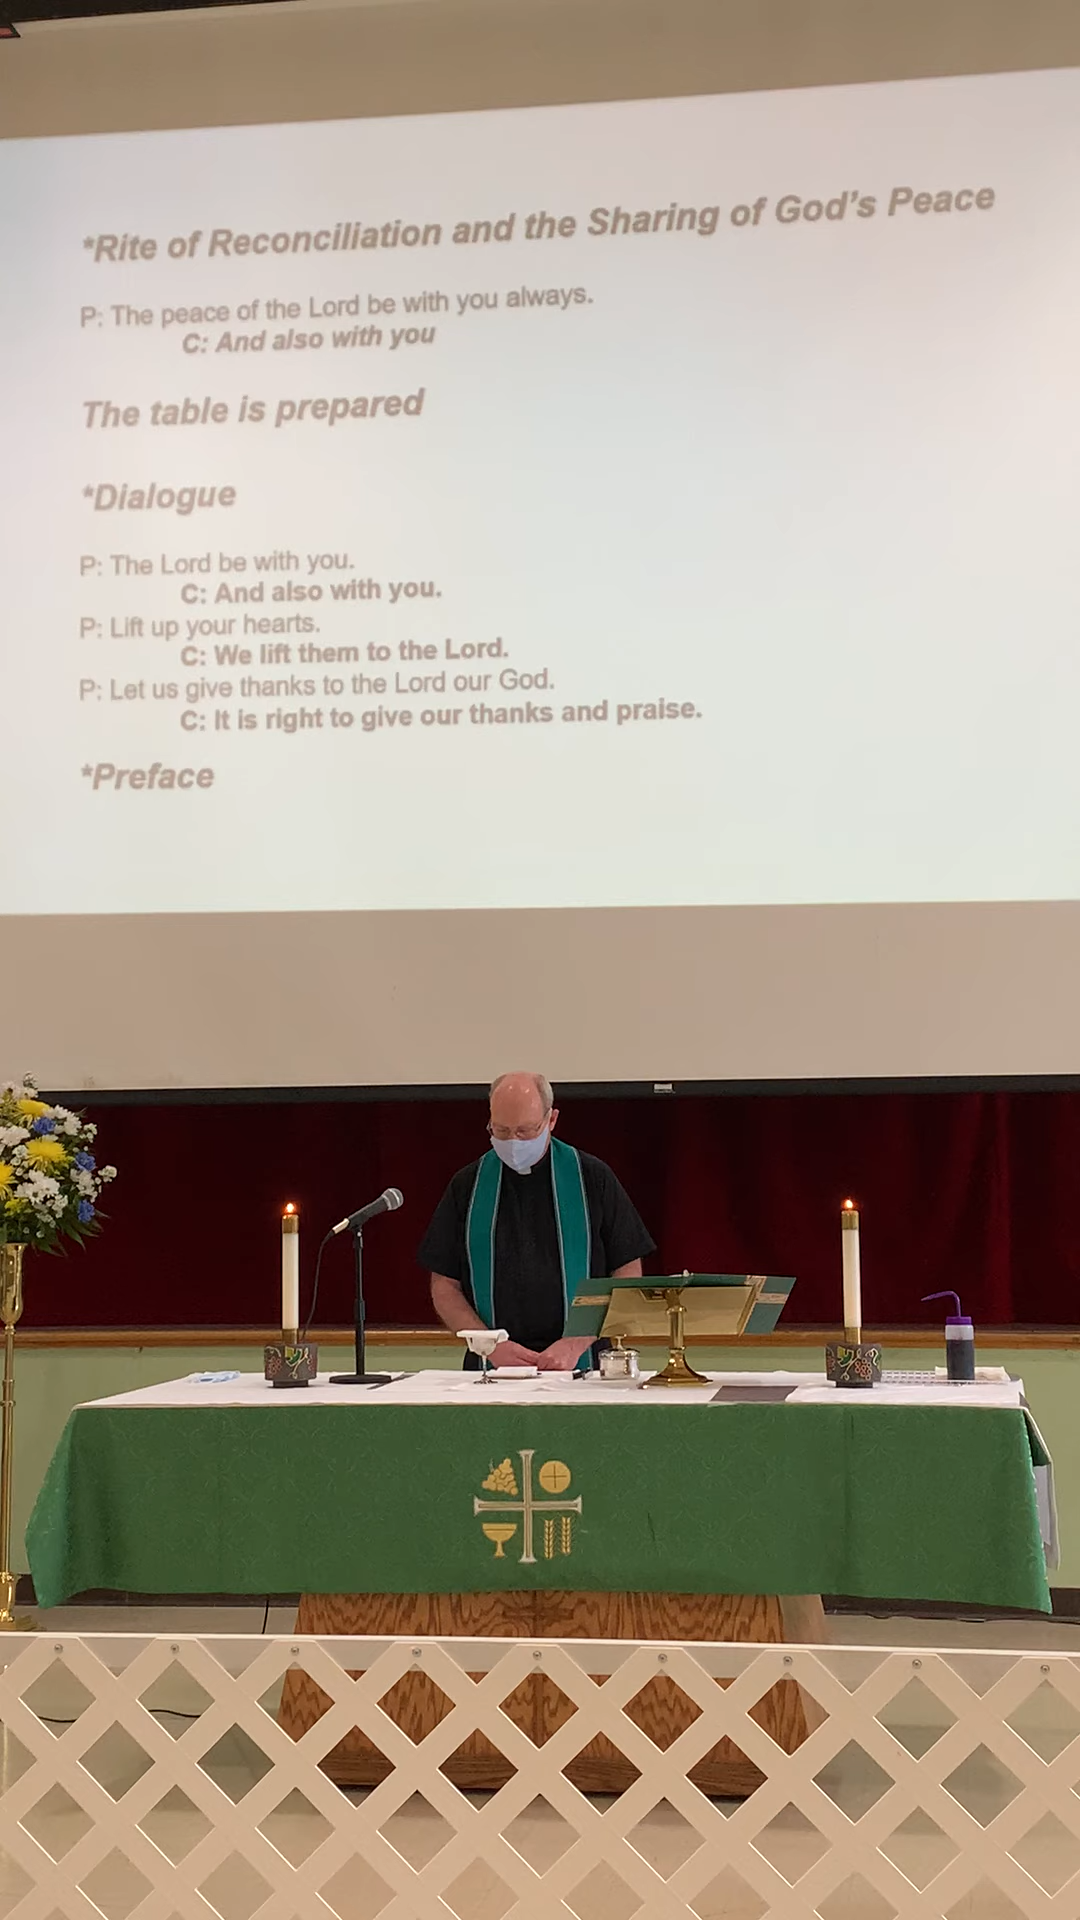 *Rite of Reconciliation and the Sharing of God's Peace
P: The peace of the Lord be with you always.
C: And also with you
The table is prepared
*Dialogue
P: The Lord be with you.
C: And also with you.
P: Lift up your hearts.
C: We lift them to the Lord.
P: Let us give thanks to the Lord our God.
C: It is right to give our thanks and praise.
*Preface